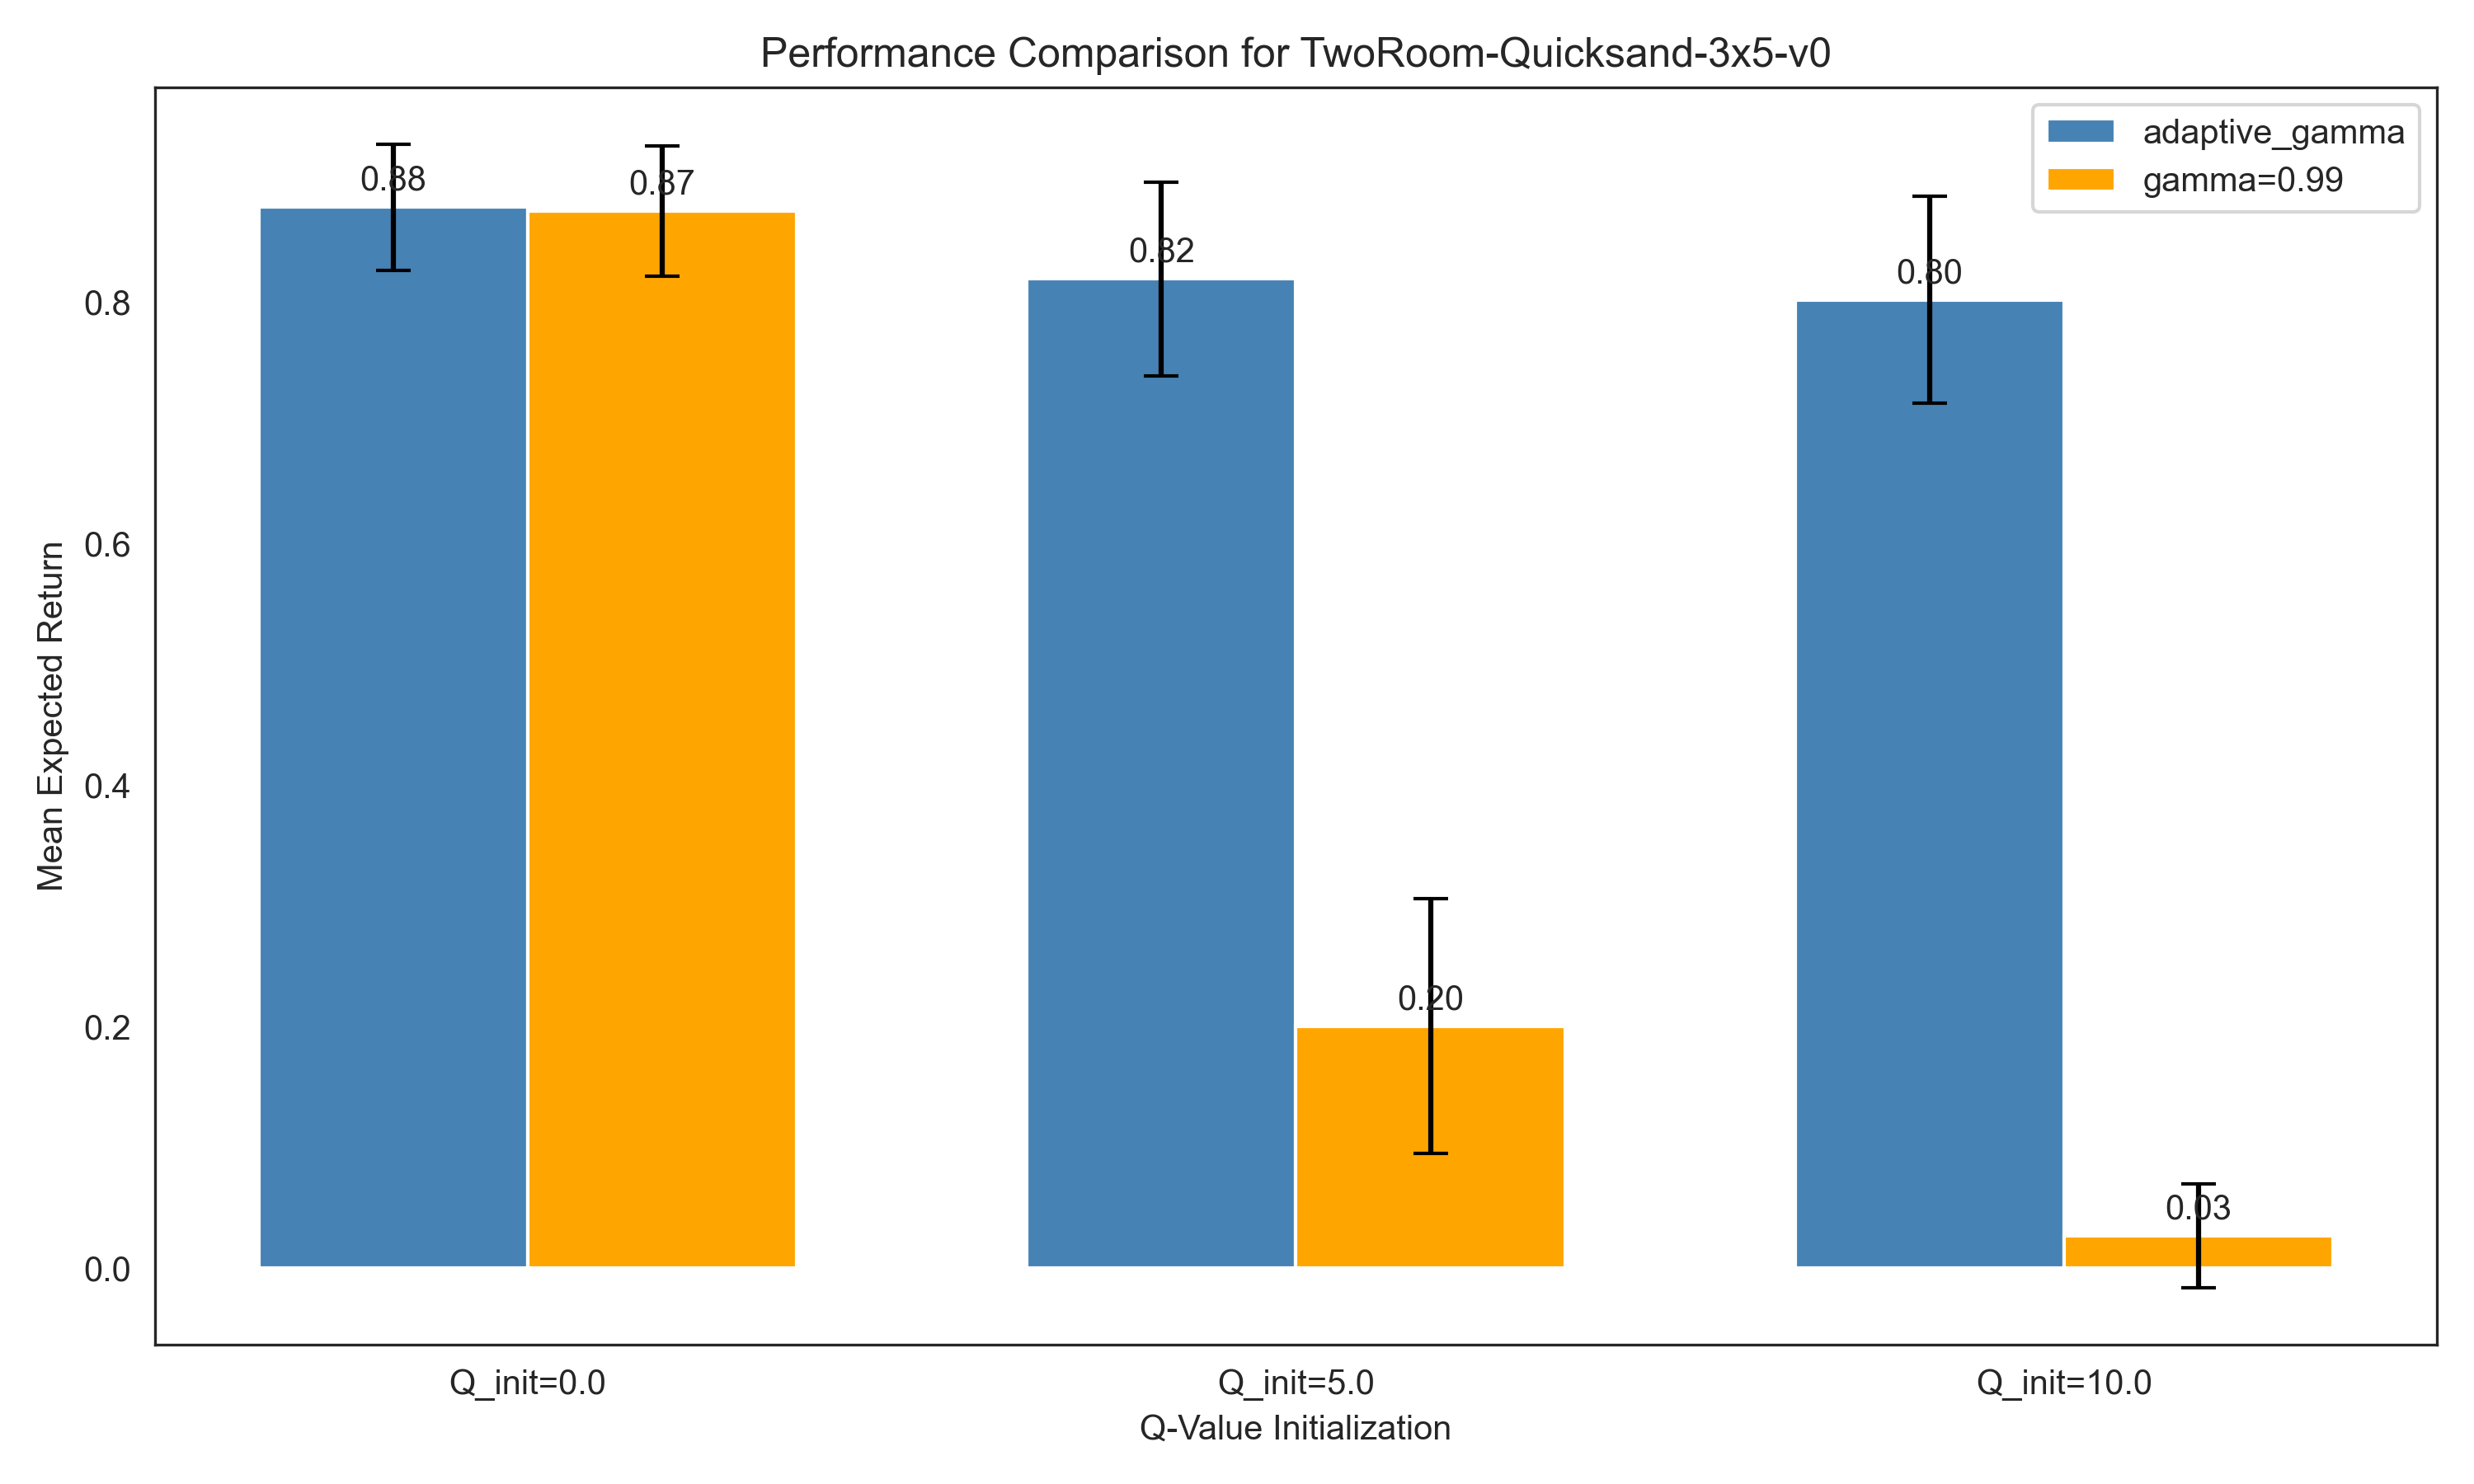 Performance Comparison for TwoRoom-Quicksand-3x5-v0
adaptive_gamma
gamma=0.99
0.88
0.87
0.82
0.80
0.20
0.03
Mean Expected Return
0.8
0.6
0.4
0.2
0.0
Q_init=0.0
Q_init=5.0
Q_init=10.0
Q-Value Initialization